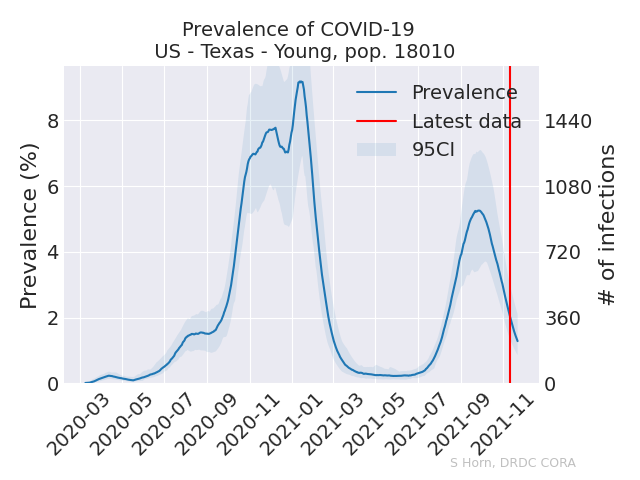 Prevalence of COVID-19
US - Texas - Young, pop. 18010
Prevalence
Latest data
95CI
Prevalence (%)
8
6
4
2
0
# of infections
1440
1080
720
360
0
2020-03
2020-05
2020-07
2020-09
2020-11
2021-01
2021-03
2021-05
2021-07
2021-09
2021-11
S Horn, DRDC CORA